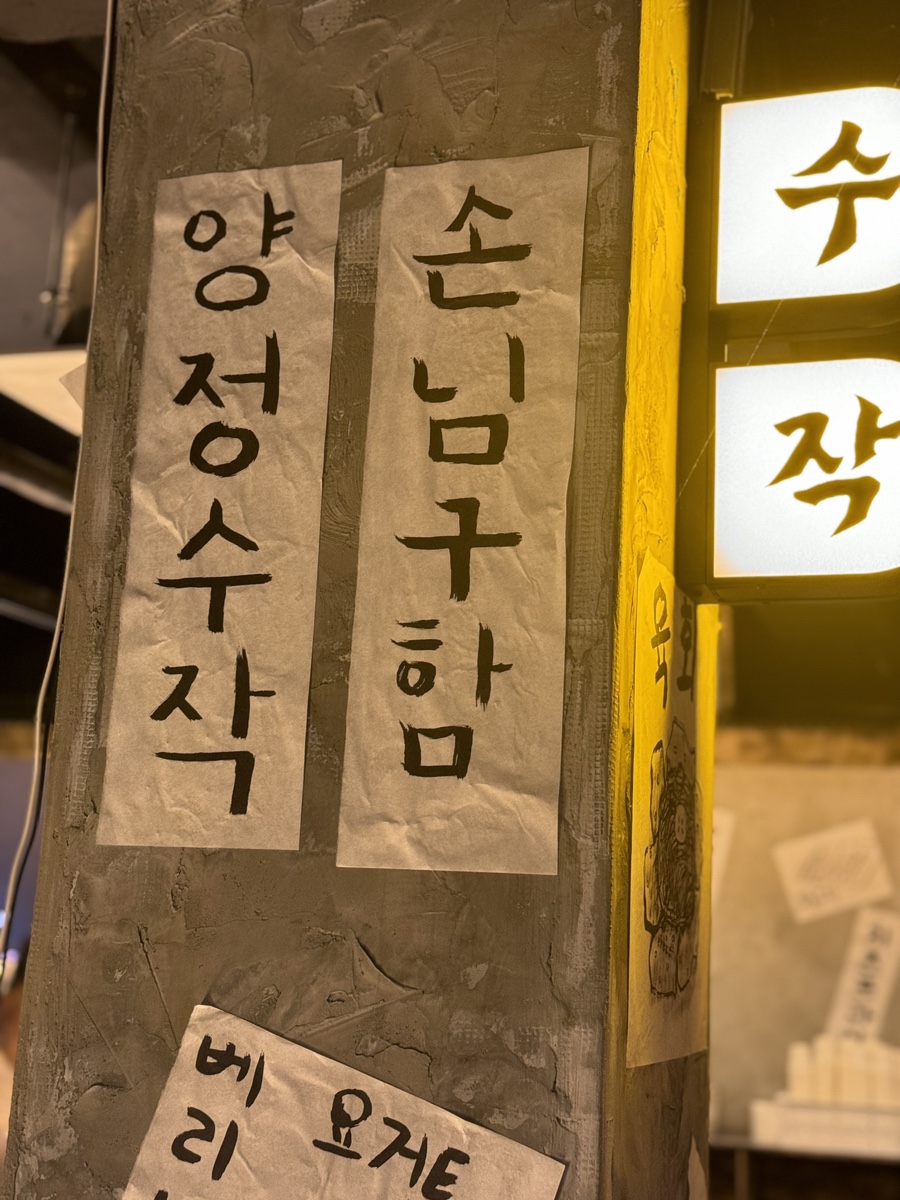 양정수작
손님구함
수작
육회
베리
요거트